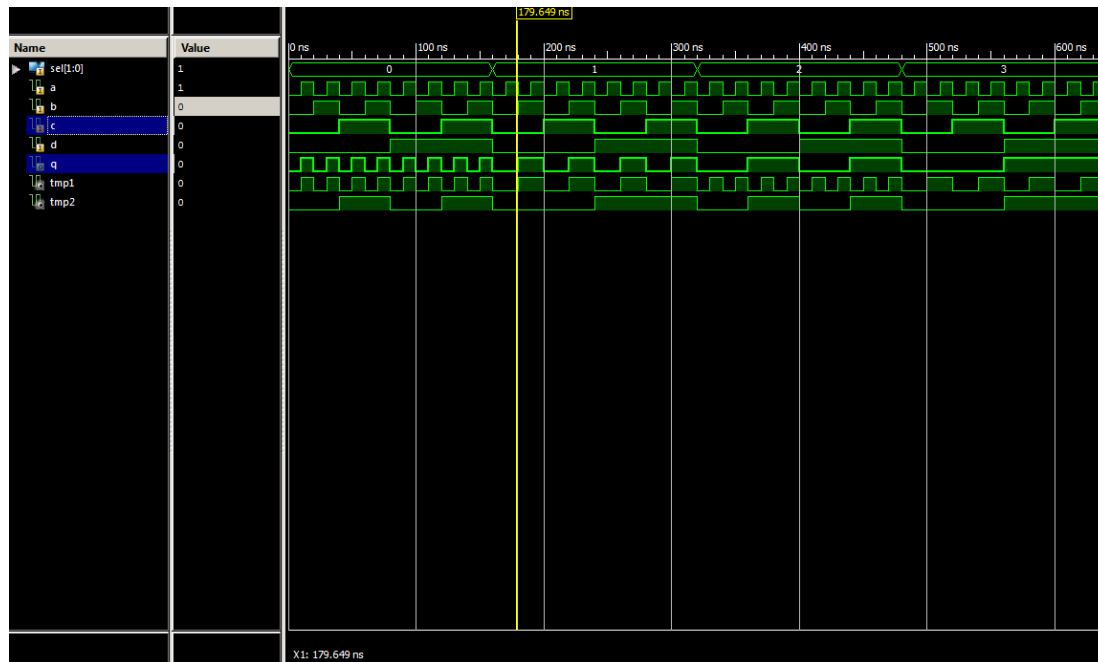 179.649 ns
Name Value 0 ns 100 ns 200 ns 300 ns 400 ns 500 ns 600 ns
sel[1:0] 1 0 1 2 3
a 1
b 0
c 0
d 0
q 0
tmp1 0
tmp2 0
X1: 179.649 ns